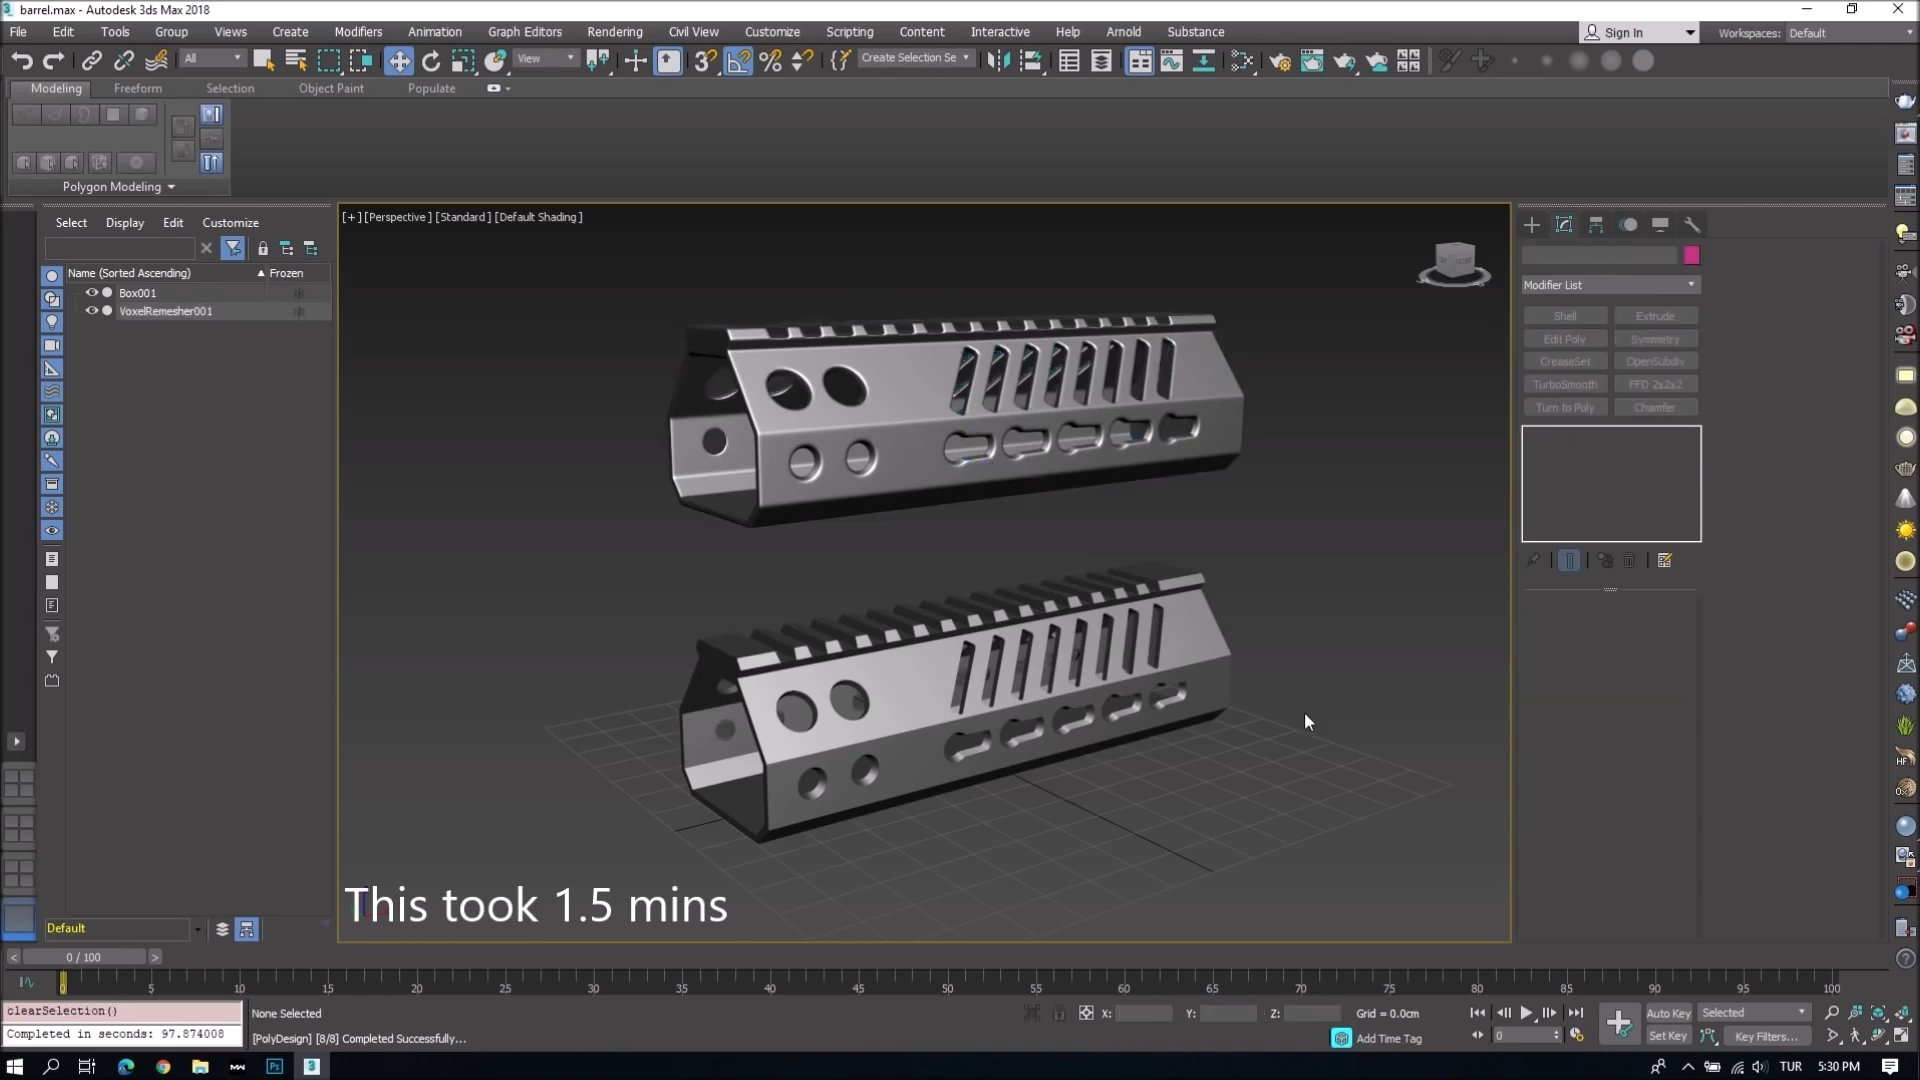 barrel.max - Autodesk 3ds Max 2018
File Edit Tools Group Views Create Modifiers Animation Graph Editors Rendering Civil View Customize Scripting Content Interactive Help Arnold Substance
Sign In Workspaces: Default
All View Create Selection Se
Modeling Freeform Selection Object Paint Populate
Polygon Modeling
Select Display Edit Customize
[+] [Perspective] [Standard] [Default Shading]
Name (Sorted Ascending) Frozen
Box001
VoxelRemesher001
Modifier List
Shell Extrude
Edit Poly Symmetry
CreaseSet OpenSubdiv
TurboSmooth FFD 2x2x2
Turn to Poly Chamfer
This took 1.5 mins
Default
0 / 100
0 5 10 15 20 25 30 35 40 45 50 55 60 65 70 75 80 85 90 95 100
clearSelection()
Completed in seconds: 97.874008
None Selected
[PolyDesign] [8/8] Completed Successfully...
X: Y: Z: Grid = 0.0cm
Add Time Tag
0
Auto Key Selected
Set Key Key Filters...
TUR 5:30 PM